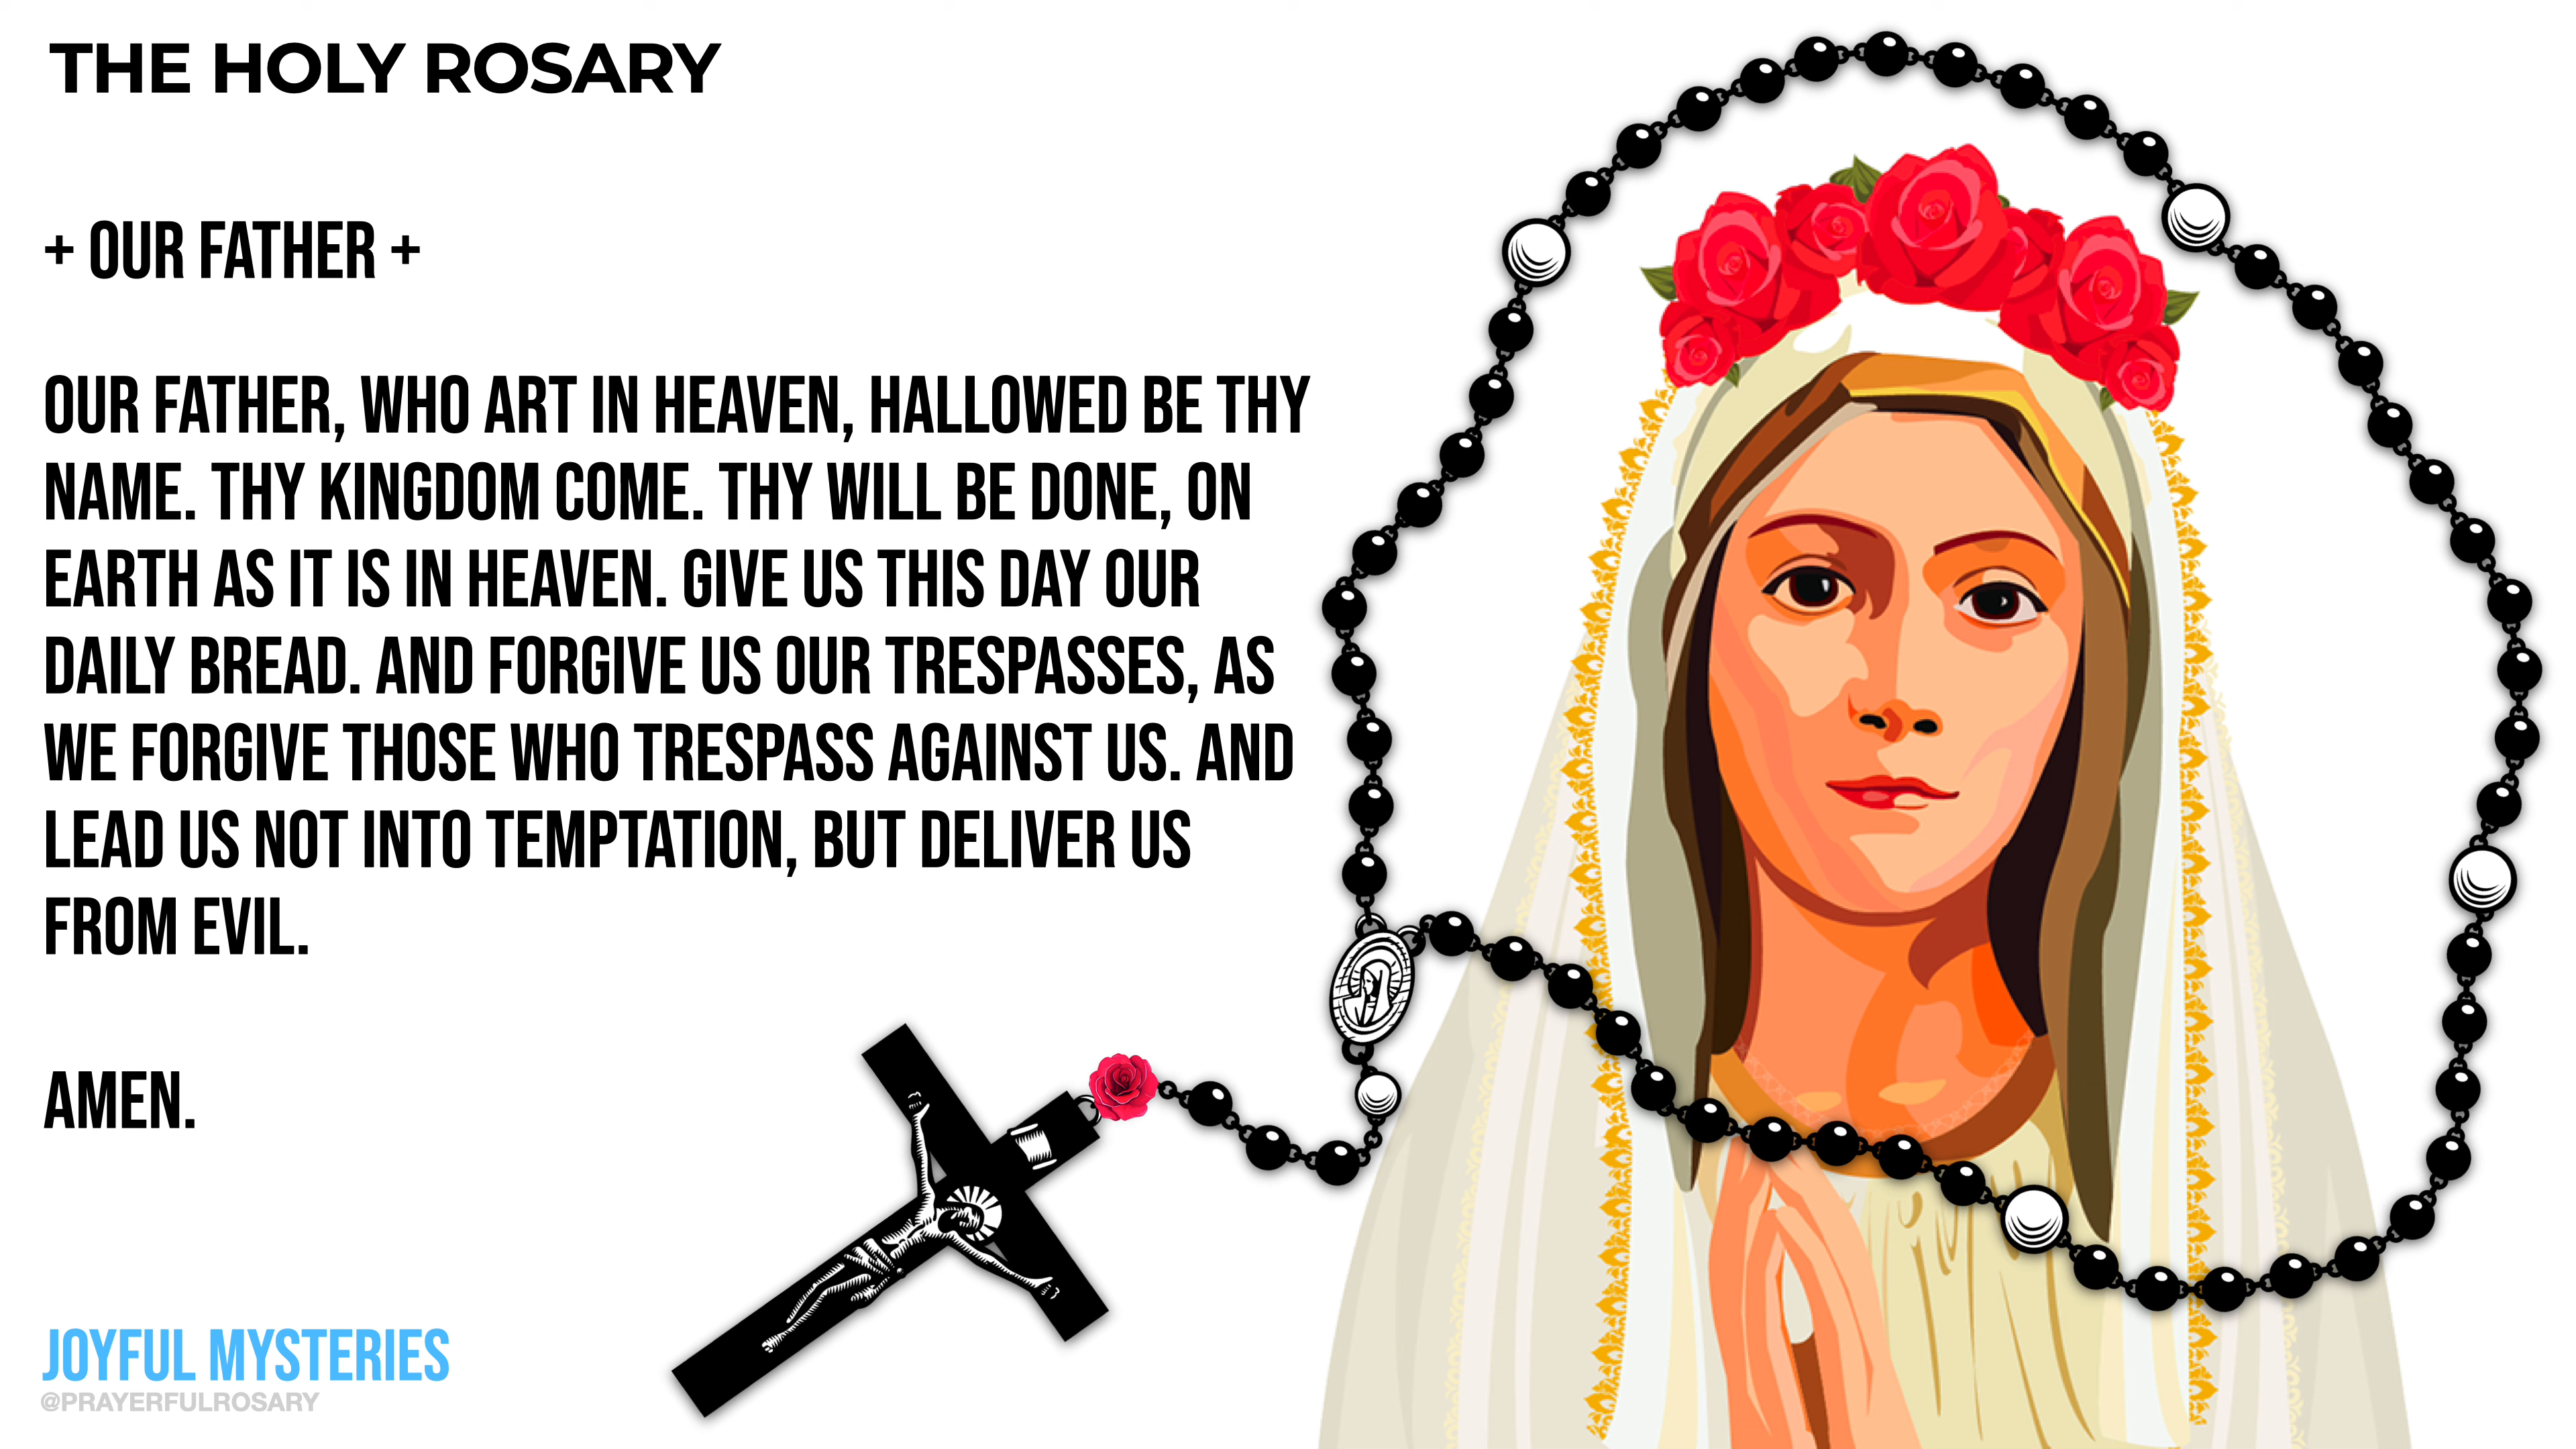 THE HOLY ROSARY
+ OUR FATHER +
OUR FATHER, WHO ART IN HEAVEN, HALLOWED BE THY
NAME. THY KINGDOM COME. THY WILL BE DONE, ON
EARTH AS IT IS IN HEAVEN. GIVE US THIS DAY OUR
DAILY BREAD. AND FORGIVE US OUR TRESPASSES, AS
WE FORGIVE THOSE WHO TRESPASS AGAINST US. AND
LEAD US NOT INTO TEMPTATION, BUT DELIVER US
FROM EVIL.
AMEN.
JOYFUL MYSTERIES
@PRAYERFULROSARY